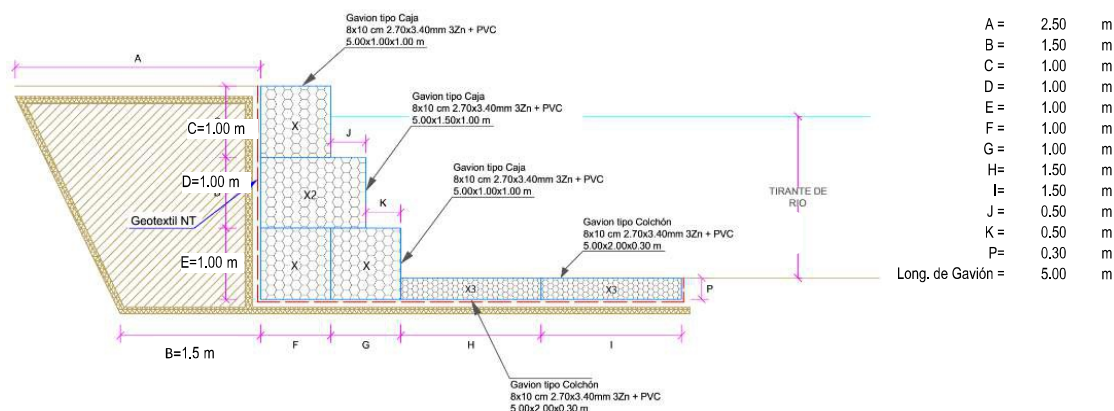 Gavion tipo Caja
8x10 cm 2.70x3.40mm 3Zn + PVC
5.00x1.00x1.00 m
A
C=1.00 m
X
J
Gavion tipo Caja
8x10 cm 2.70x3.40mm 3Zn + PVC
5.00x1.50x1.00 m
D=1.00 m
X2
K
Gavion tipo Caja
8x10 cm 2.70x3.40mm 3Zn + PVC
5.00x1.00x1.00 m
TIRANTE DE
RIO
Geotextil NT
Gavion tipo Colchón
8x10 cm 2.70x3.40mm 3Zn + PVC
5.00x2.00x0.30 m
E=1.00 m
X
X
X3
X3
P
B=1.5 m
F
G
H
I
Gavion tipo Colchón
8x10 cm 2.70x3.40mm 3Zn + PVC
5.00x2.00x0.30 m
A = 2.50 m
B = 1.50 m
C = 1.00 m
D = 1.00 m
E = 1.00 m
F = 1.00 m
G = 1.00 m
H= 1.50 m
I= 1.50 m
J = 0.50 m
K = 0.50 m
P= 0.30 m
Long. de Gavión = 5.00 m